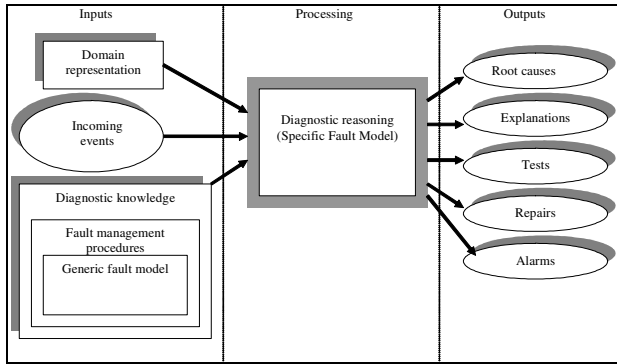 Inputs
Processing
Outputs
Domain
representation
Incoming
events
Diagnostic knowledge
Fault management
procedures
Generic fault model
Diagnostic reasoning
(Specific Fault Model)
Root causes
Explanations
Tests
Repairs
Alarms